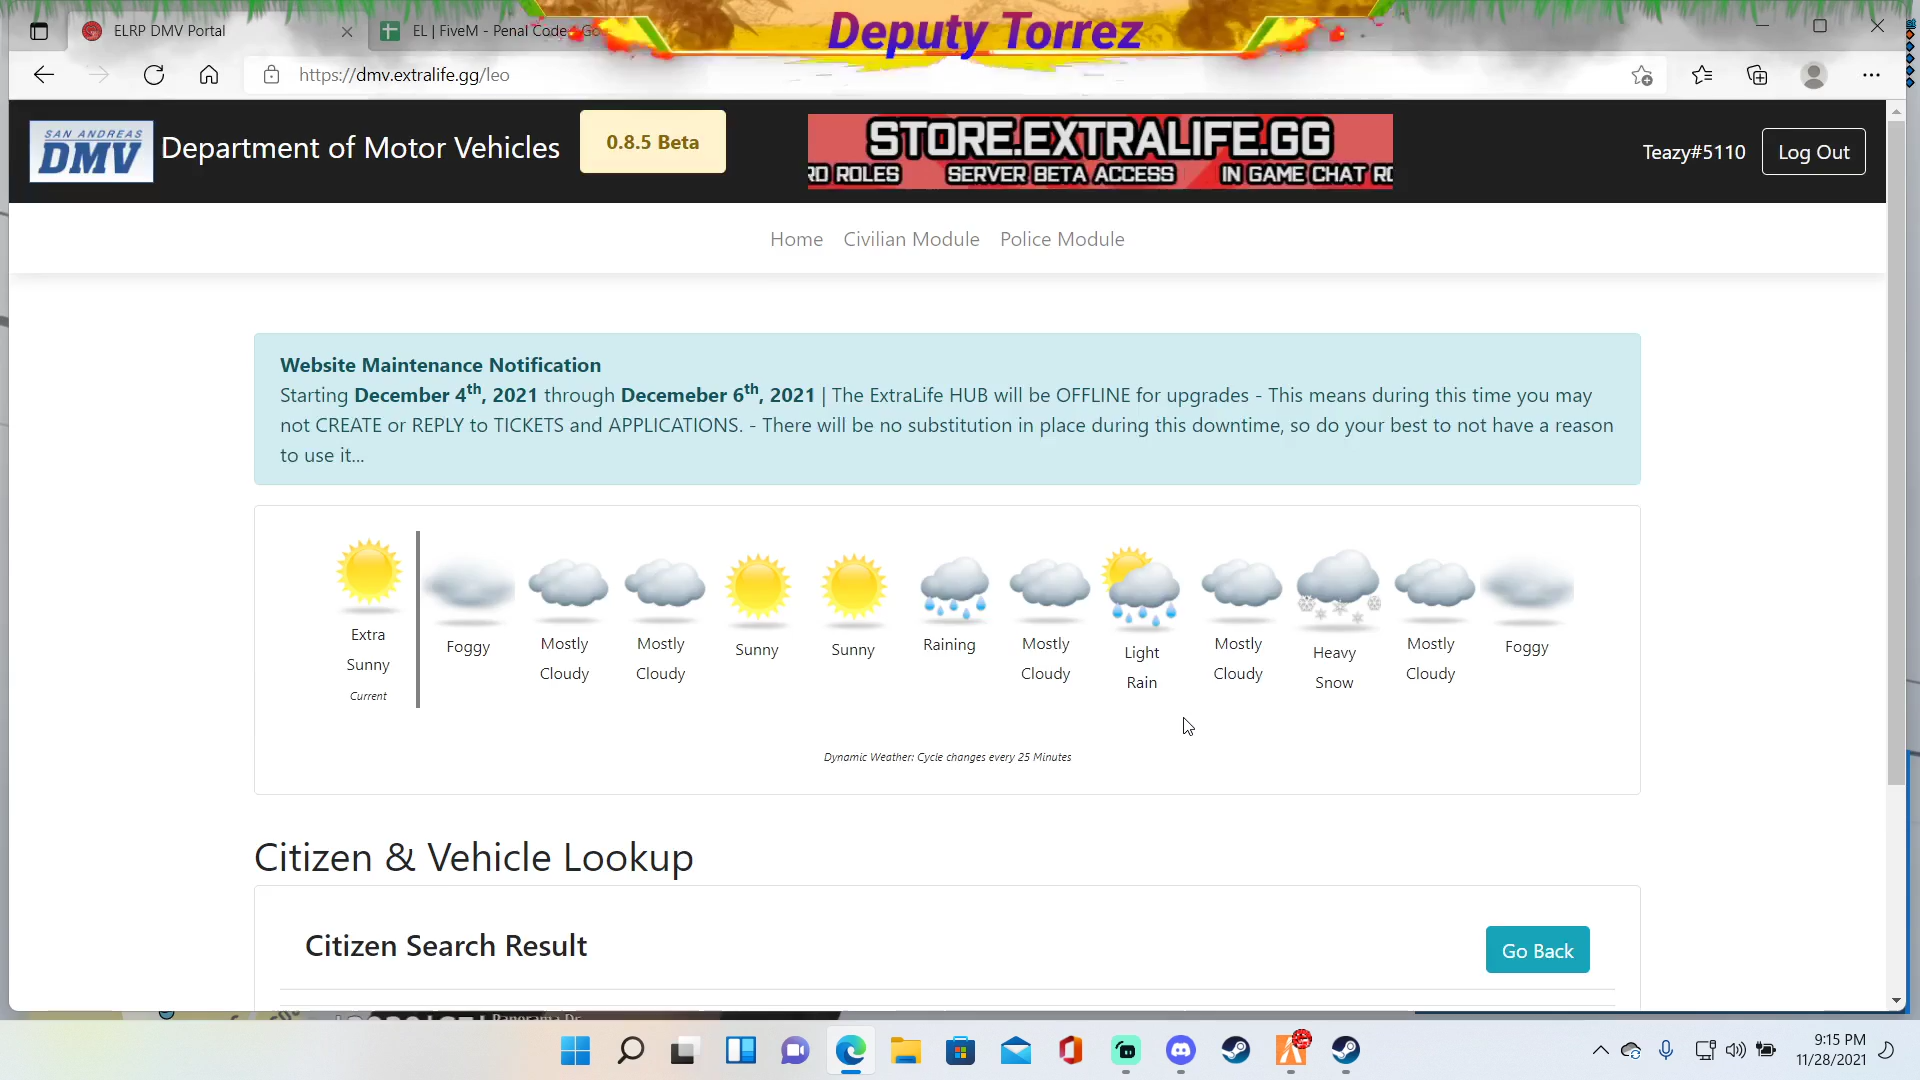 Deputy Torrez
ELRP DMV Portal
EL | FiveM - Penal Code - Go
https://dmv.extralife.gg/leo
SAN ANDREAS
DMV
Department of Motor Vehicles
0.8.5 Beta
STORE.EXTRALIFE.GG
RD ROLES SERVER BETA ACCESS IN GAME CHAT RO
Teazy#5110
Log Out
Home Civilian Module Police Module
Website Maintenance Notification
Starting December 4th, 2021 through Decemeber 6th, 2021 | The ExtraLife HUB will be OFFLINE for upgrades - This means during this time you may
not CREATE or REPLY to TICKETS and APPLICATIONS. - There will be no substitution in place during this downtime, so do your best to not have a reason
to use it...
Extra
Sunny
Current
Foggy
Mostly
Cloudy
Mostly
Cloudy
Sunny
Sunny
Raining
Mostly
Cloudy
Light
Rain
Mostly
Cloudy
Heavy
Snow
Mostly
Cloudy
Foggy
Dynamic Weather: Cycle changes every 25 Minutes
Citizen & Vehicle Lookup
Citizen Search Result
Go Back
Panorama Dr
9:15 PM
11/28/2021